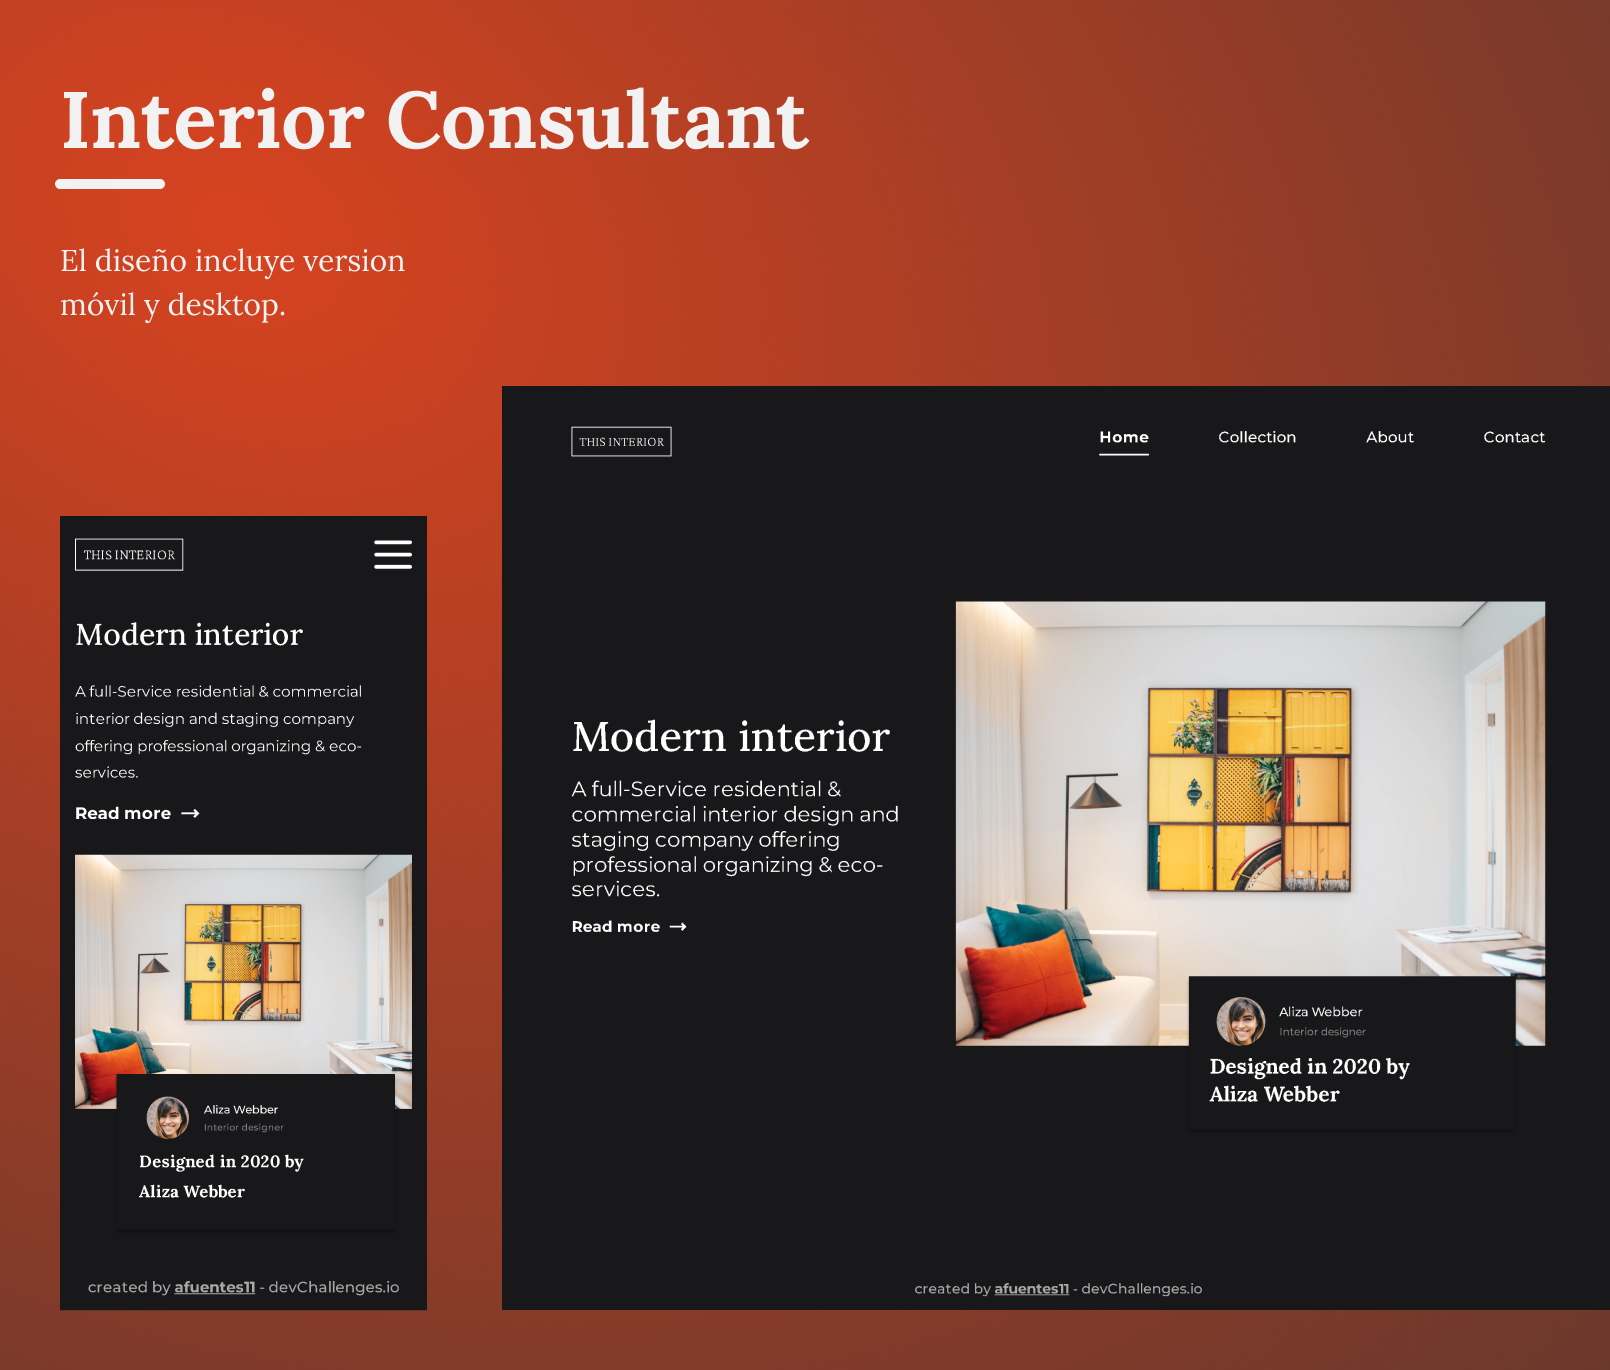 Interior Consultant
El diseño incluye version
móvil y desktop.
THIS INTERIOR
Modern interior
A full-Service residential & commercial
interior design and staging company
offering professional organizing & eco-
services.
Read more →
Aliza Webber
Interior designer
Designed in 2020 by
Aliza Webber
created by afuentes11 - devChallenges.io
THIS INTERIOR
Home Collection About Contact
Modern interior
A full-Service residential &
commercial interior design and
staging company offering
professional organizing & eco-
services.
Read more →
Aliza Webber
Interior designer
Designed in 2020 by
Aliza Webber
created by afuentes11 - devChallenges.io